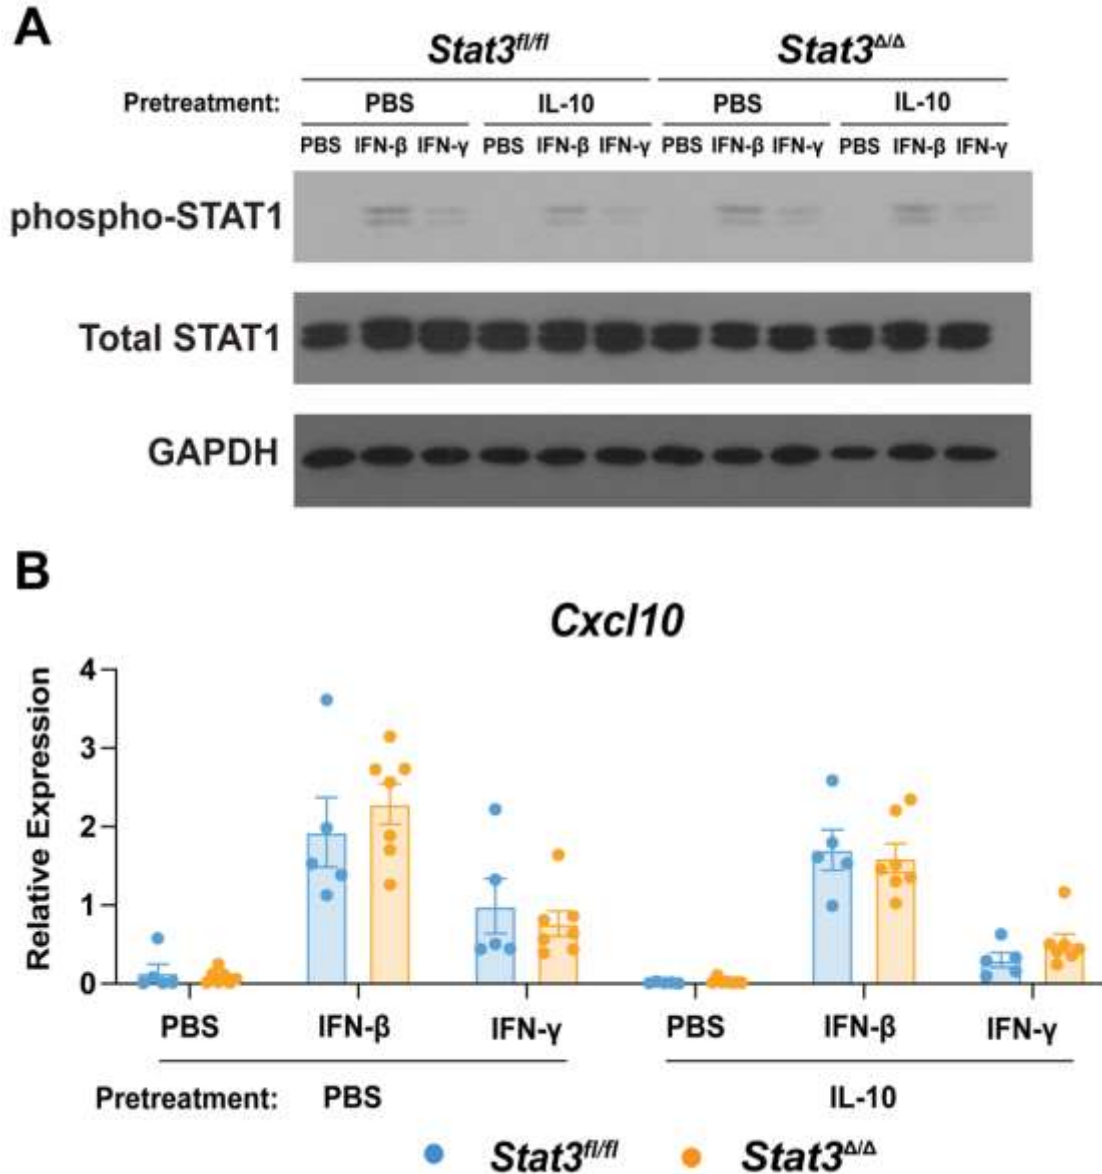 A
Stat3fl/fl Stat3Δ/Δ
Pretreatment: PBS IL-10 PBS IL-10
PBS IFN-β IFN-γ PBS IFN-β IFN-γ PBS IFN-β IFN-γ PBS IFN-β IFN-γ
phospho-STAT1
Total STAT1
GAPDH
B
Cxcl10
Relative Expression
4
3
2
1
0
PBS IFN-β IFN-γ PBS IFN-β IFN-γ
Pretreatment: PBS IL-10
Stat3fl/fl Stat3Δ/Δ